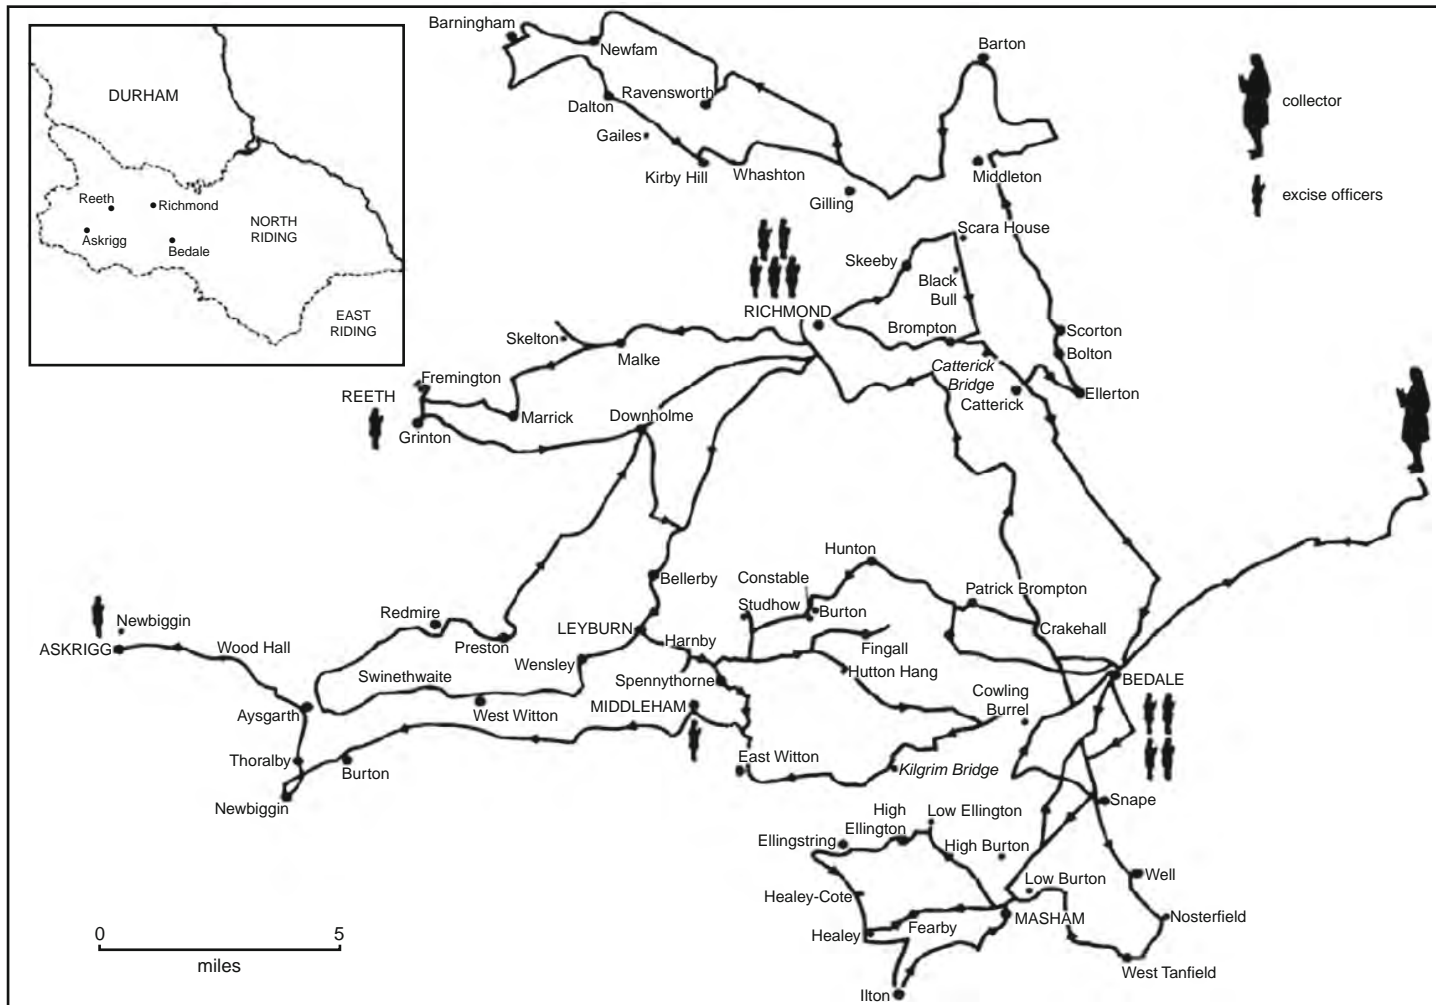 DURHAM
Reeth
Richmond
Askrigg
Bedale
NORTH
RIDING
EAST
RIDING
Barningham
Newfam
Barton
collector
Dalton
Ravensworth
Gailes
Kirby Hill
Whashton
Gilling
Middleton
excise officers
Scara House
Skeeby
Black
Bull
RICHMOND
Brompton
Scorton
Bolton
Skelton
Malke
Catterick
Bridge
Catterick
Ellerton
Fremington
REETH
Marrick
Downholme
Grinton
Hunton
Constable
Patrick Brompton
Bellerby
Studhow
Burton
Newbiggin
Redmire
LEYBURN
Harnby
Crakehall
ASKRIGG
Wood Hall
Preston
Wensley
Fingall
Hutton Hang
Swinethwaite
Spennythorne
BEDALE
Cowling
Burrel
Aysgarth
West Witton
MIDDLEHAM
Thoralby
Burton
East Witton
Kilgrim Bridge
Newbiggin
Snape
High
Ellington
Low Ellington
Ellingstring
High Burton
Well
Low Burton
Healey-Cote
MASHAM
Nosterfield
Fearby
Healey
West Tanfield
Ilton
0 5
miles